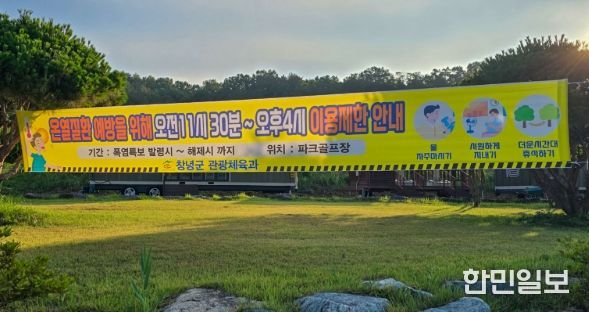 온열질환 예방을 위해 오전11시 30분 ~ 오후4시 이용제한 안내
기간 : 폭염특보 발령시 ~ 해제시 까지 위치 : 파크골프장
창녕군 관광체육과
물
자주마시기
시원하게
지내기
더운시간대
휴식하기
한민일보